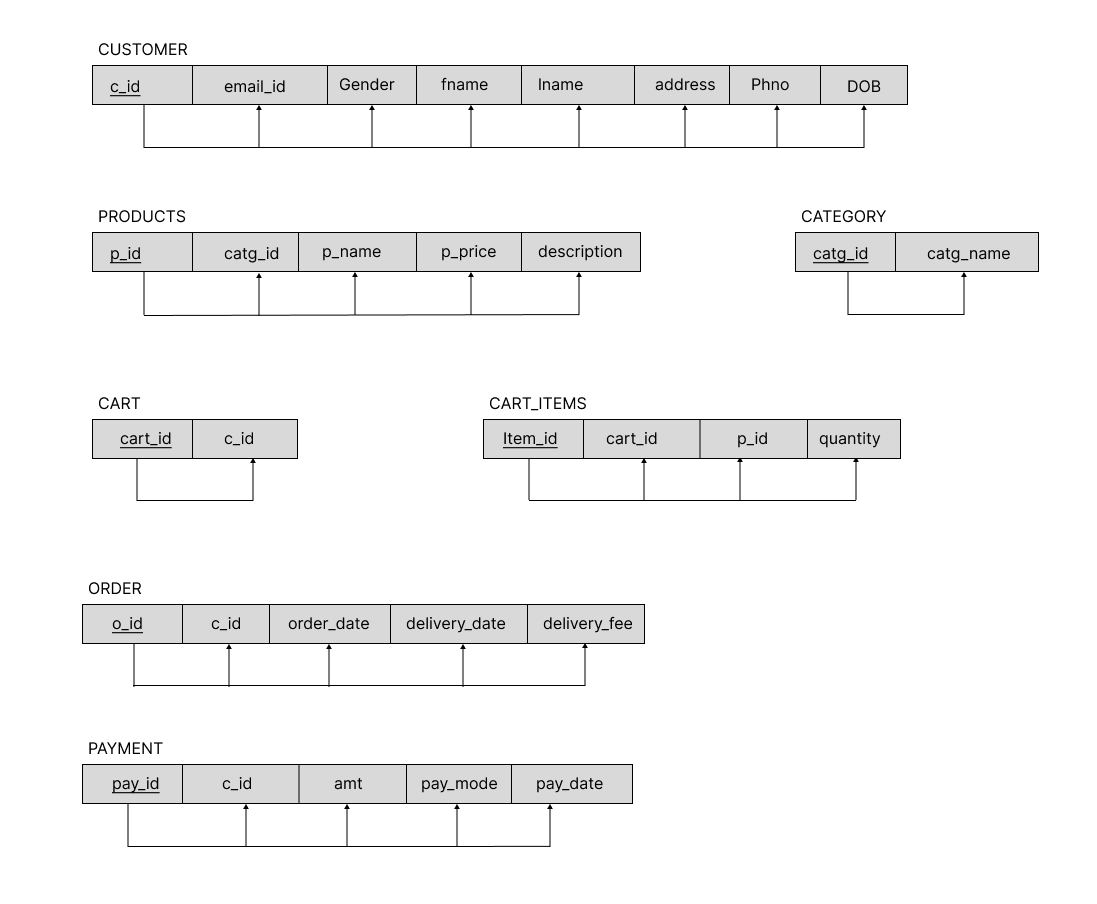 CUSTOMER
c_id email_id Gender fname lname address Phno DOB
PRODUCTS
p_id catg_id p_name p_price description
CATEGORY
catg_id catg_name
CART
cart_id c_id
CART_ITEMS
Item_id cart_id p_id quantity
ORDER
o_id c_id order_date delivery_date delivery_fee
PAYMENT
pay_id c_id amt pay_mode pay_date